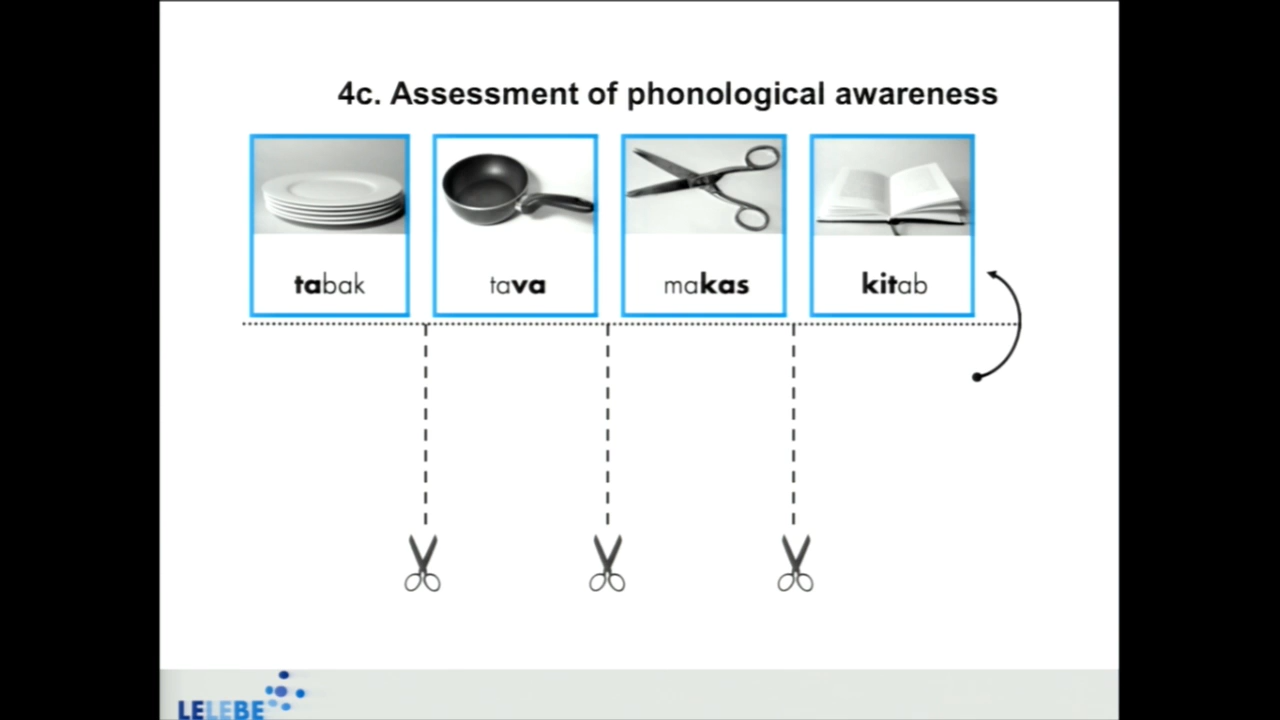 4c. Assessment of phonological awareness
tabak
tava
makas
kitab
LELEBE